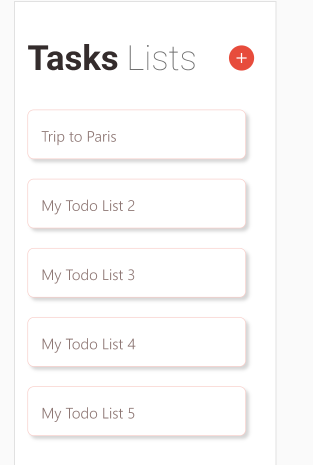 Tasks Lists
Trip to Paris
My Todo List 2
My Todo List 3
My Todo List 4
My Todo List 5